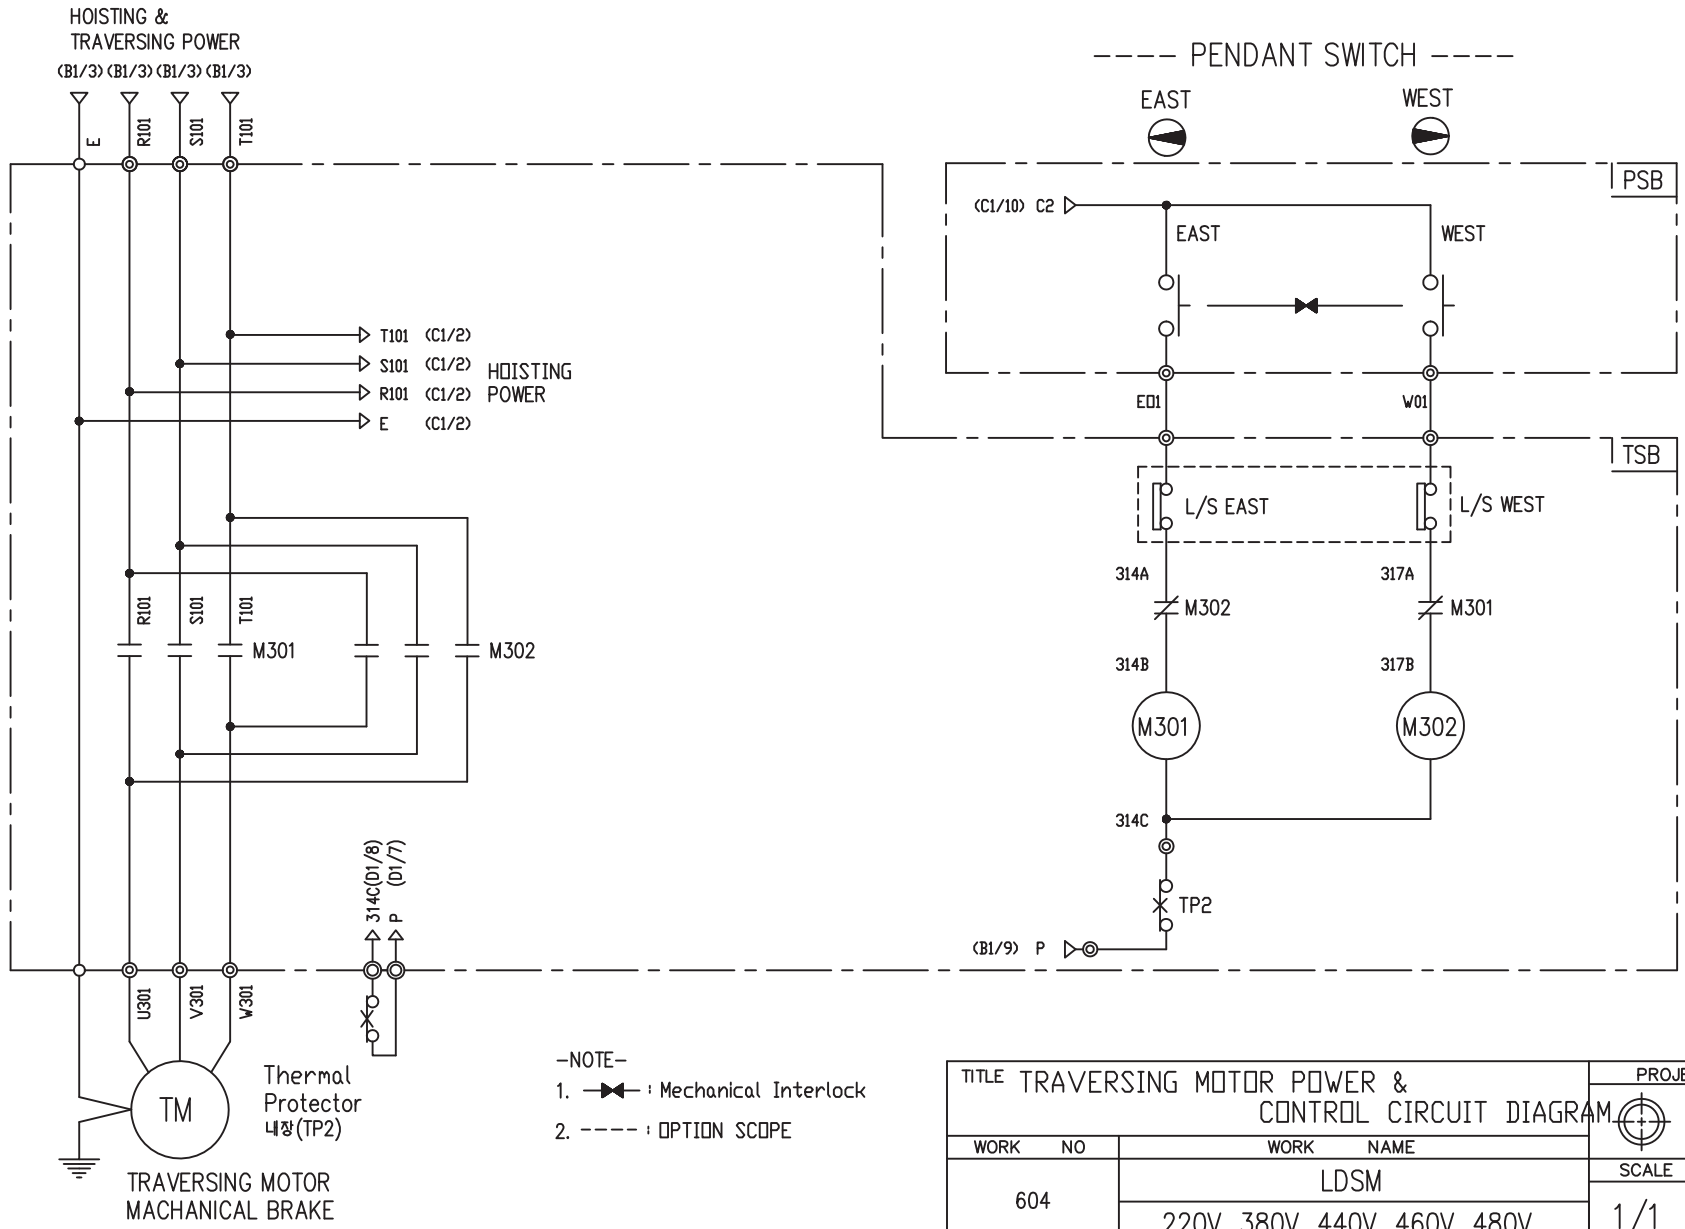 HOISTING &
TRAVERSING POWER
(B1/3) (B1/3) (B1/3) (B1/3)
E
R101
S101
T101
---- PENDANT SWITCH ----
EAST
WEST
PSB
(C1/10) C2
EAST
WEST
T101 (C1/2)
S101 (C1/2)
R101 (C1/2)
E (C1/2)
HOISTING
POWER
E01
W01
TSB
L/S EAST
L/S WEST
314A
317A
M302
M301
R101
S101
T101
M301
M302
314B
317B
M301
M302
314C
314C(D1/8)
P (D1/7)
TP2
(B1/9) P
U301
V301
W301
TM
Thermal
Protector
내장(TP2)
TRAVERSING MOTOR
MACHANICAL BRAKE
-NOTE-
1. : Mechanical Interlock
2. ---- : OPTION SCOPE
TITLE TRAVERSING MOTOR POWER &
CONTROL CIRCUIT DIAGRAM
PROJE
WORK NO
WORK NAME
SCALE
604
LDSM
220V 380V 440V 460V 480V
1/1